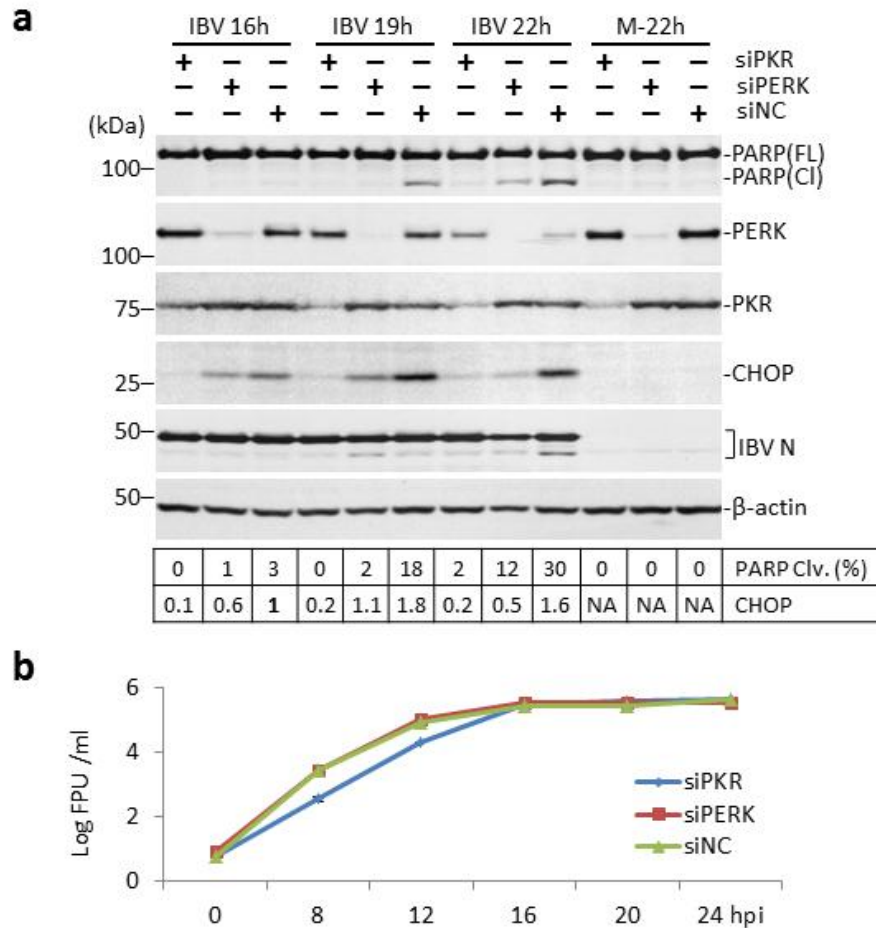 a
IBV 16h IBV 19h IBV 22h M-22h
+ − − + − − + − − + − − siPKR
− + − − + − − + − − + − siPERK
− − + − − + − − + − − + siNC
(kDa)
100 -PARP(FL)
-PARP(Cl)
100 -PERK
75 -PKR
25 -CHOP
50 IBV N
50 -β-actin
0 1 3 0 2 18 2 12 30 0 0 0 PARP Clv. (%)
0.1 0.6 1 0.2 1.1 1.8 0.2 0.5 1.6 NA NA NA CHOP
b
Log FPU /ml
6
4
2
0
siPKR
siPERK
siNC
0 8 12 16 20 24 hpi